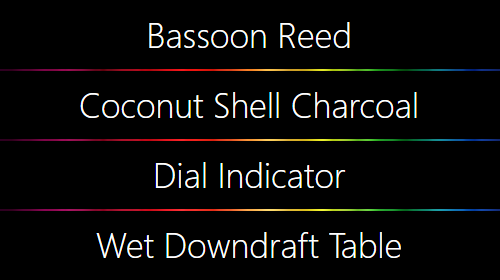 Bassoon Reed
Coconut Shell Charcoal
Dial Indicator
Wet Downdraft Table